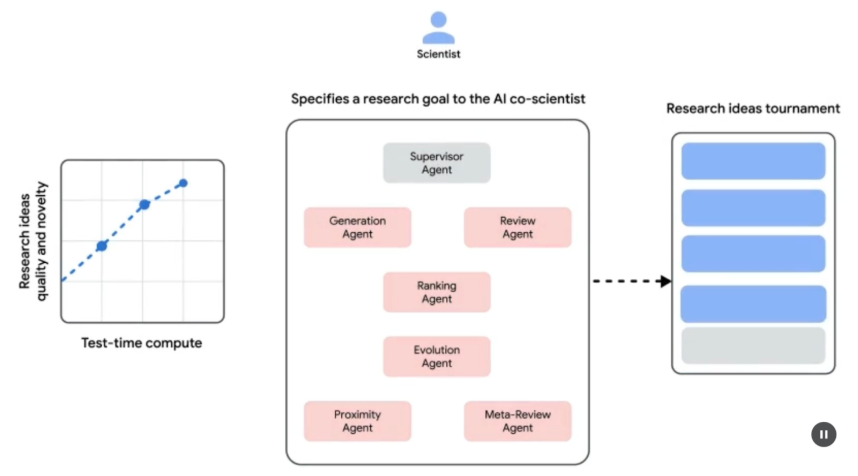 Scientist
Specifies a research goal to the AI co-scientist
Research ideas tournament
Supervisor
Agent
Generation
Agent
Review
Agent
Ranking
Agent
Evolution
Agent
Proximity
Agent
Meta-Review
Agent
Research ideas
quality and novelty
Test-time compute